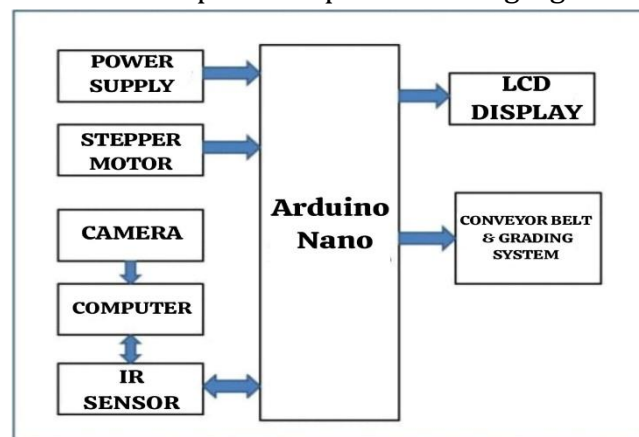 POWER
SUPPLY
STEPPER
MOTOR
CAMERA
COMPUTER
IR
SENSOR
Arduino
Nano
LCD
DISPLAY
CONVEYOR BELT
& GRADING
SYSTEM